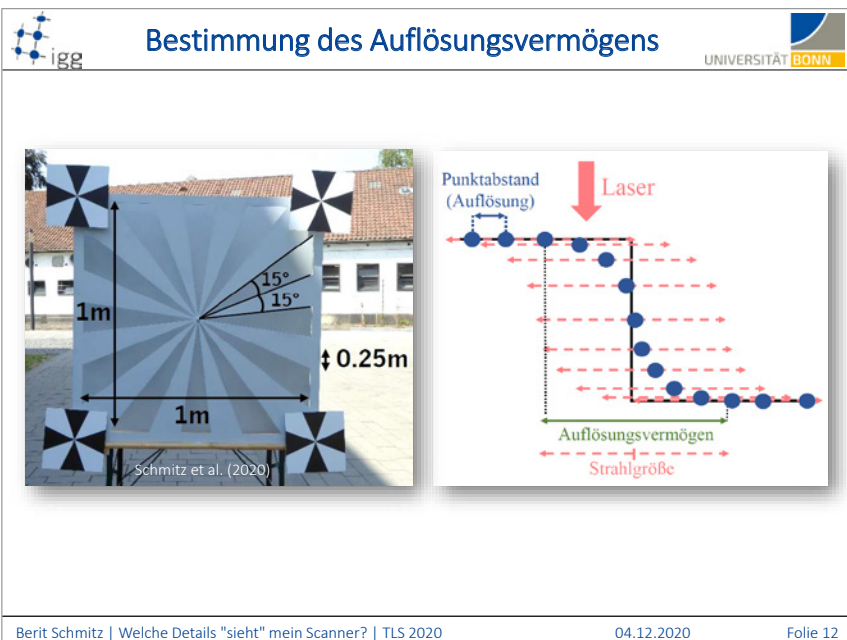 Bestimmung des Auflösungsvermögens
igg
UNIVERSITÄT BONN
15°
15°
1m
0.25m
1m
Schmitz et al. (2020)
Punktabstand
(Auflösung)
Laser
Auflösungsvermögen
Strahlgröße
Berit Schmitz | Welche Details "sieht" mein Scanner? | TLS 2020
04.12.2020
Folie 12